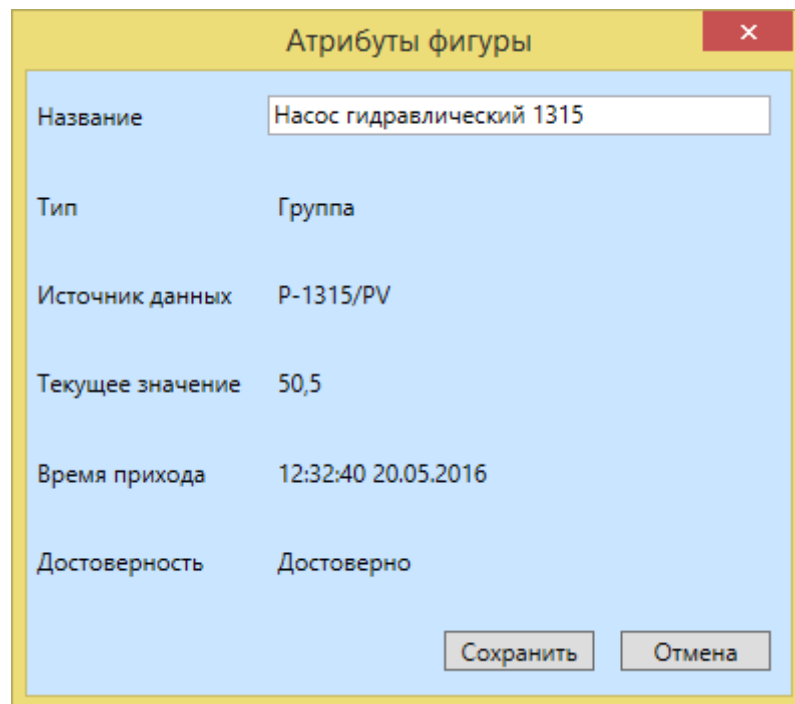 Атрибуты фигуры
Название Насос гидравлический 1315
Тип Группа
Источник данных P-1315/PV
Текущее значение 50,5
Время прихода 12:32:40 20.05.2016
Достоверность Достоверно
Сохранить Отмена